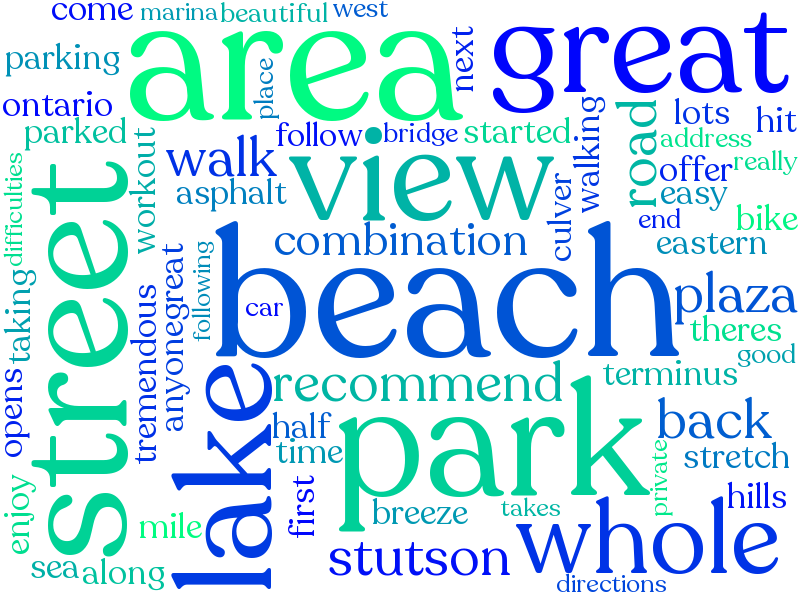 come
marina
beautiful
west
parking
area
next
great
ontario
place
parked
follow
bridge
started
walking
road
lots
hit
address
workout
walk
view
offer
really
difficulties
street
asphalt
easy
culver
end
bike
combination
eastern
taking
following
beach
car
plaza
tremendous
anyonegreat
theres
good
opens
lake
recommend
terminus
park
half
back
time
stretch
enjoy
first
private
mile
breeze
takes
hills
whole
sea
along
stutson
directions